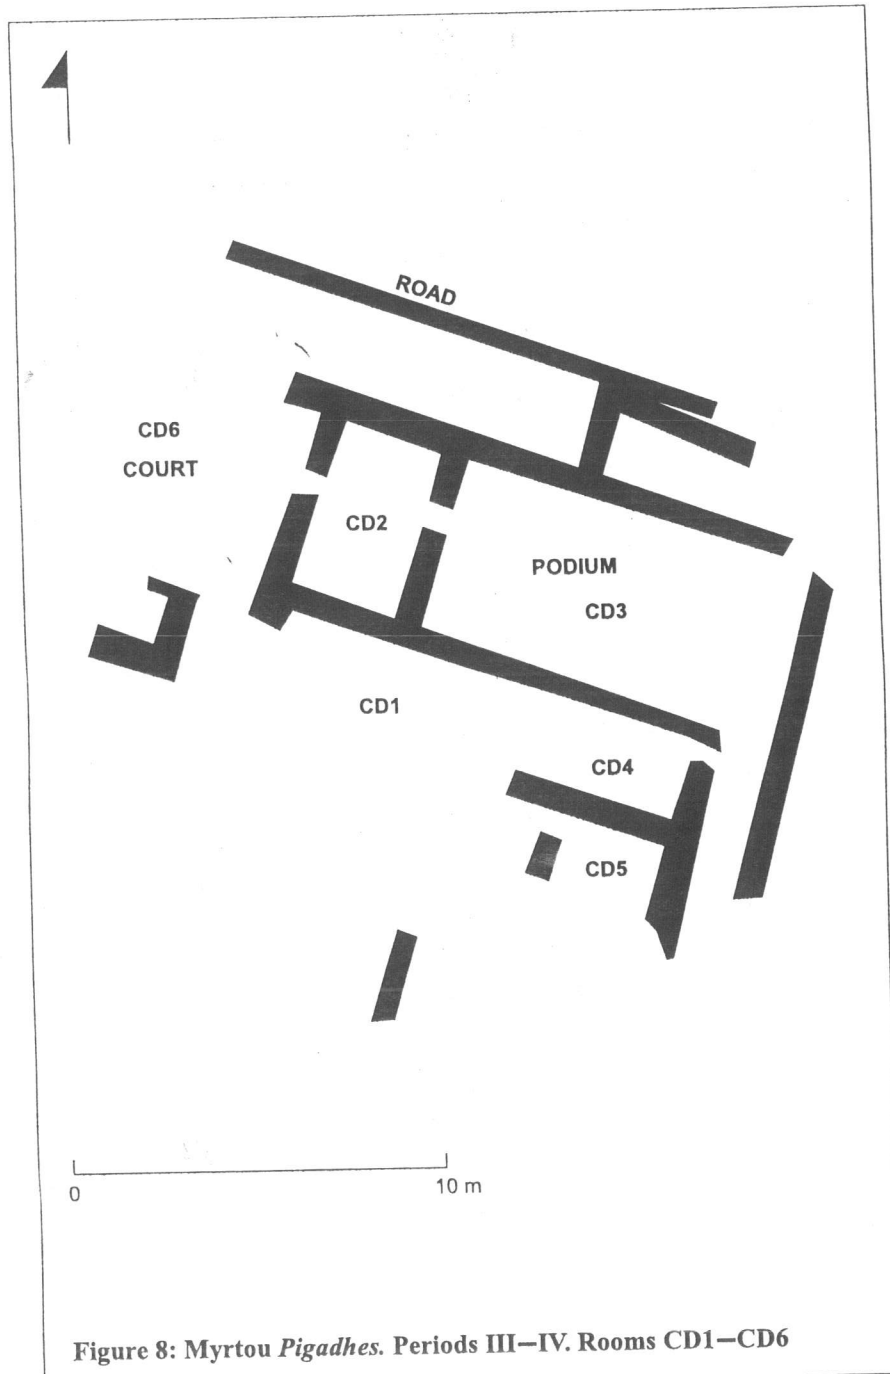 ROAD
CD6
COURT
CD2
PODIUM
CD3
CD1
CD4
CD5
0
10 m
Figure 8: Myrtou Pigadhes. Periods III—IV. Rooms CD1—CD6